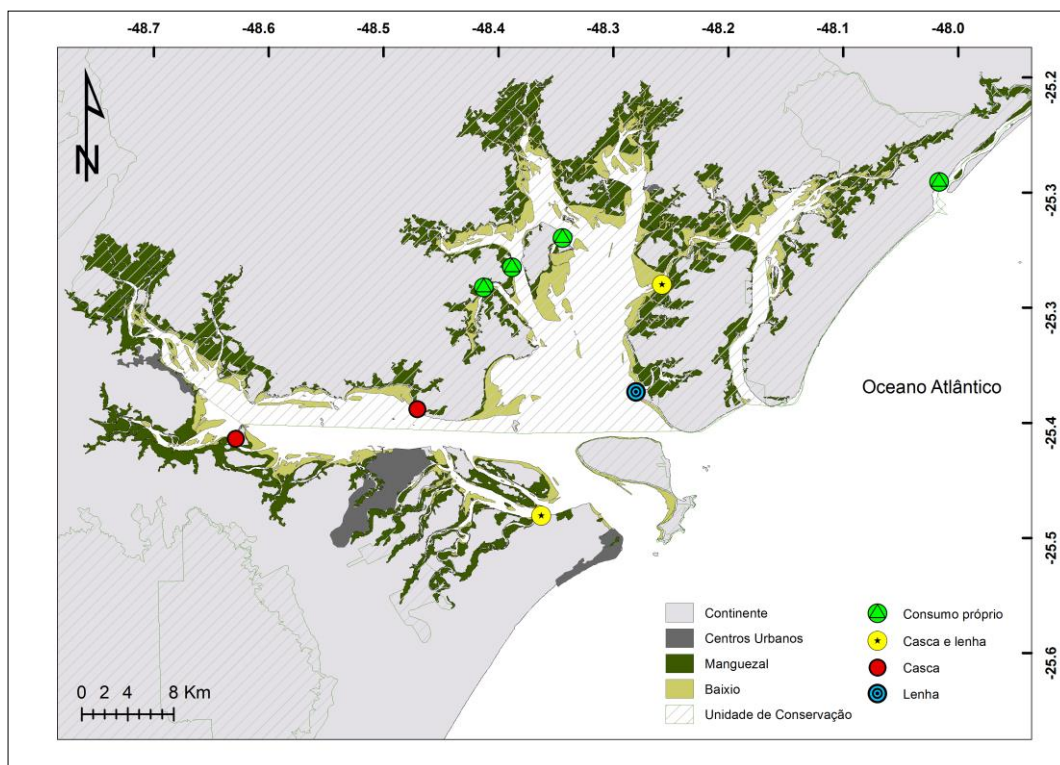 -48.7 -48.6 -48.5 -48.4 -48.3 -48.2 -48.1 -48.0
-25.2
-25.3
-25.3
-25.4
-25.5
-25.6
N
Oceano Atlântico
Continente
Centros Urbanos
Manguezal
Baixio
Unidade de Conservação
Consumo próprio
Casca e lenha
Casca
Lenha
0 2 4 8 Km